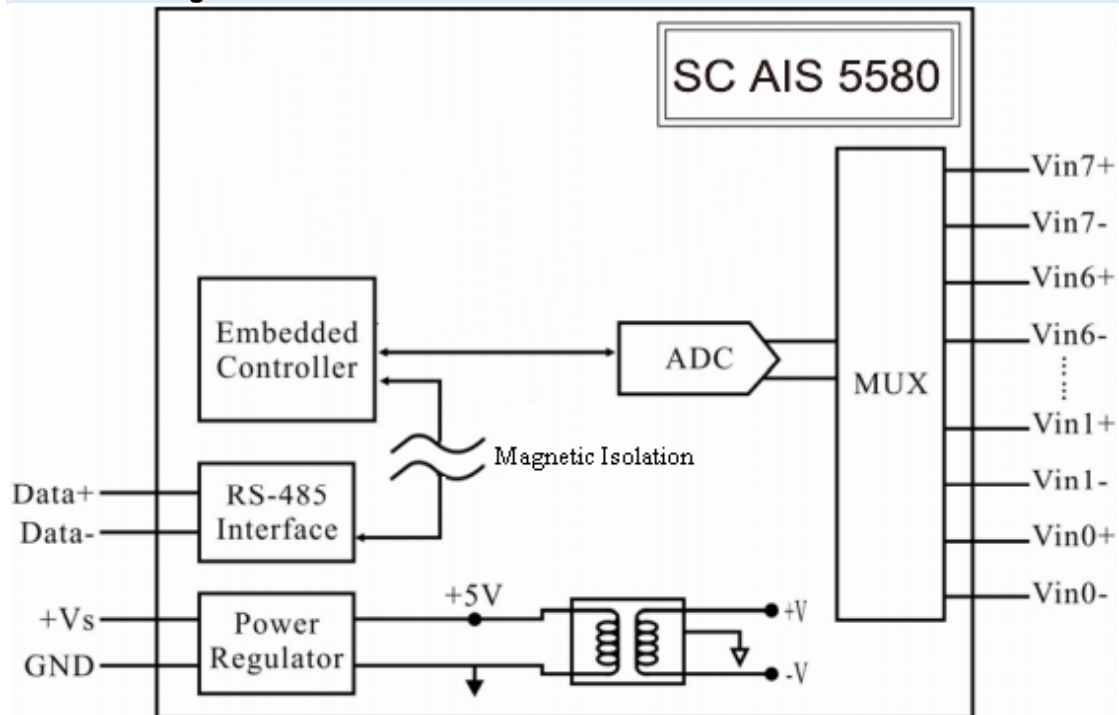 SC AIS 5580
Vin7+
Vin7-
Vin6+
Vin6-
Vin1+
Vin1-
Vin0+
Vin0-
MUX
ADC
Embedded
Controller
Magnetic Isolation
Data+
Data-
RS-485
Interface
+Vs
GND
Power
Regulator
+5V
+V
-V